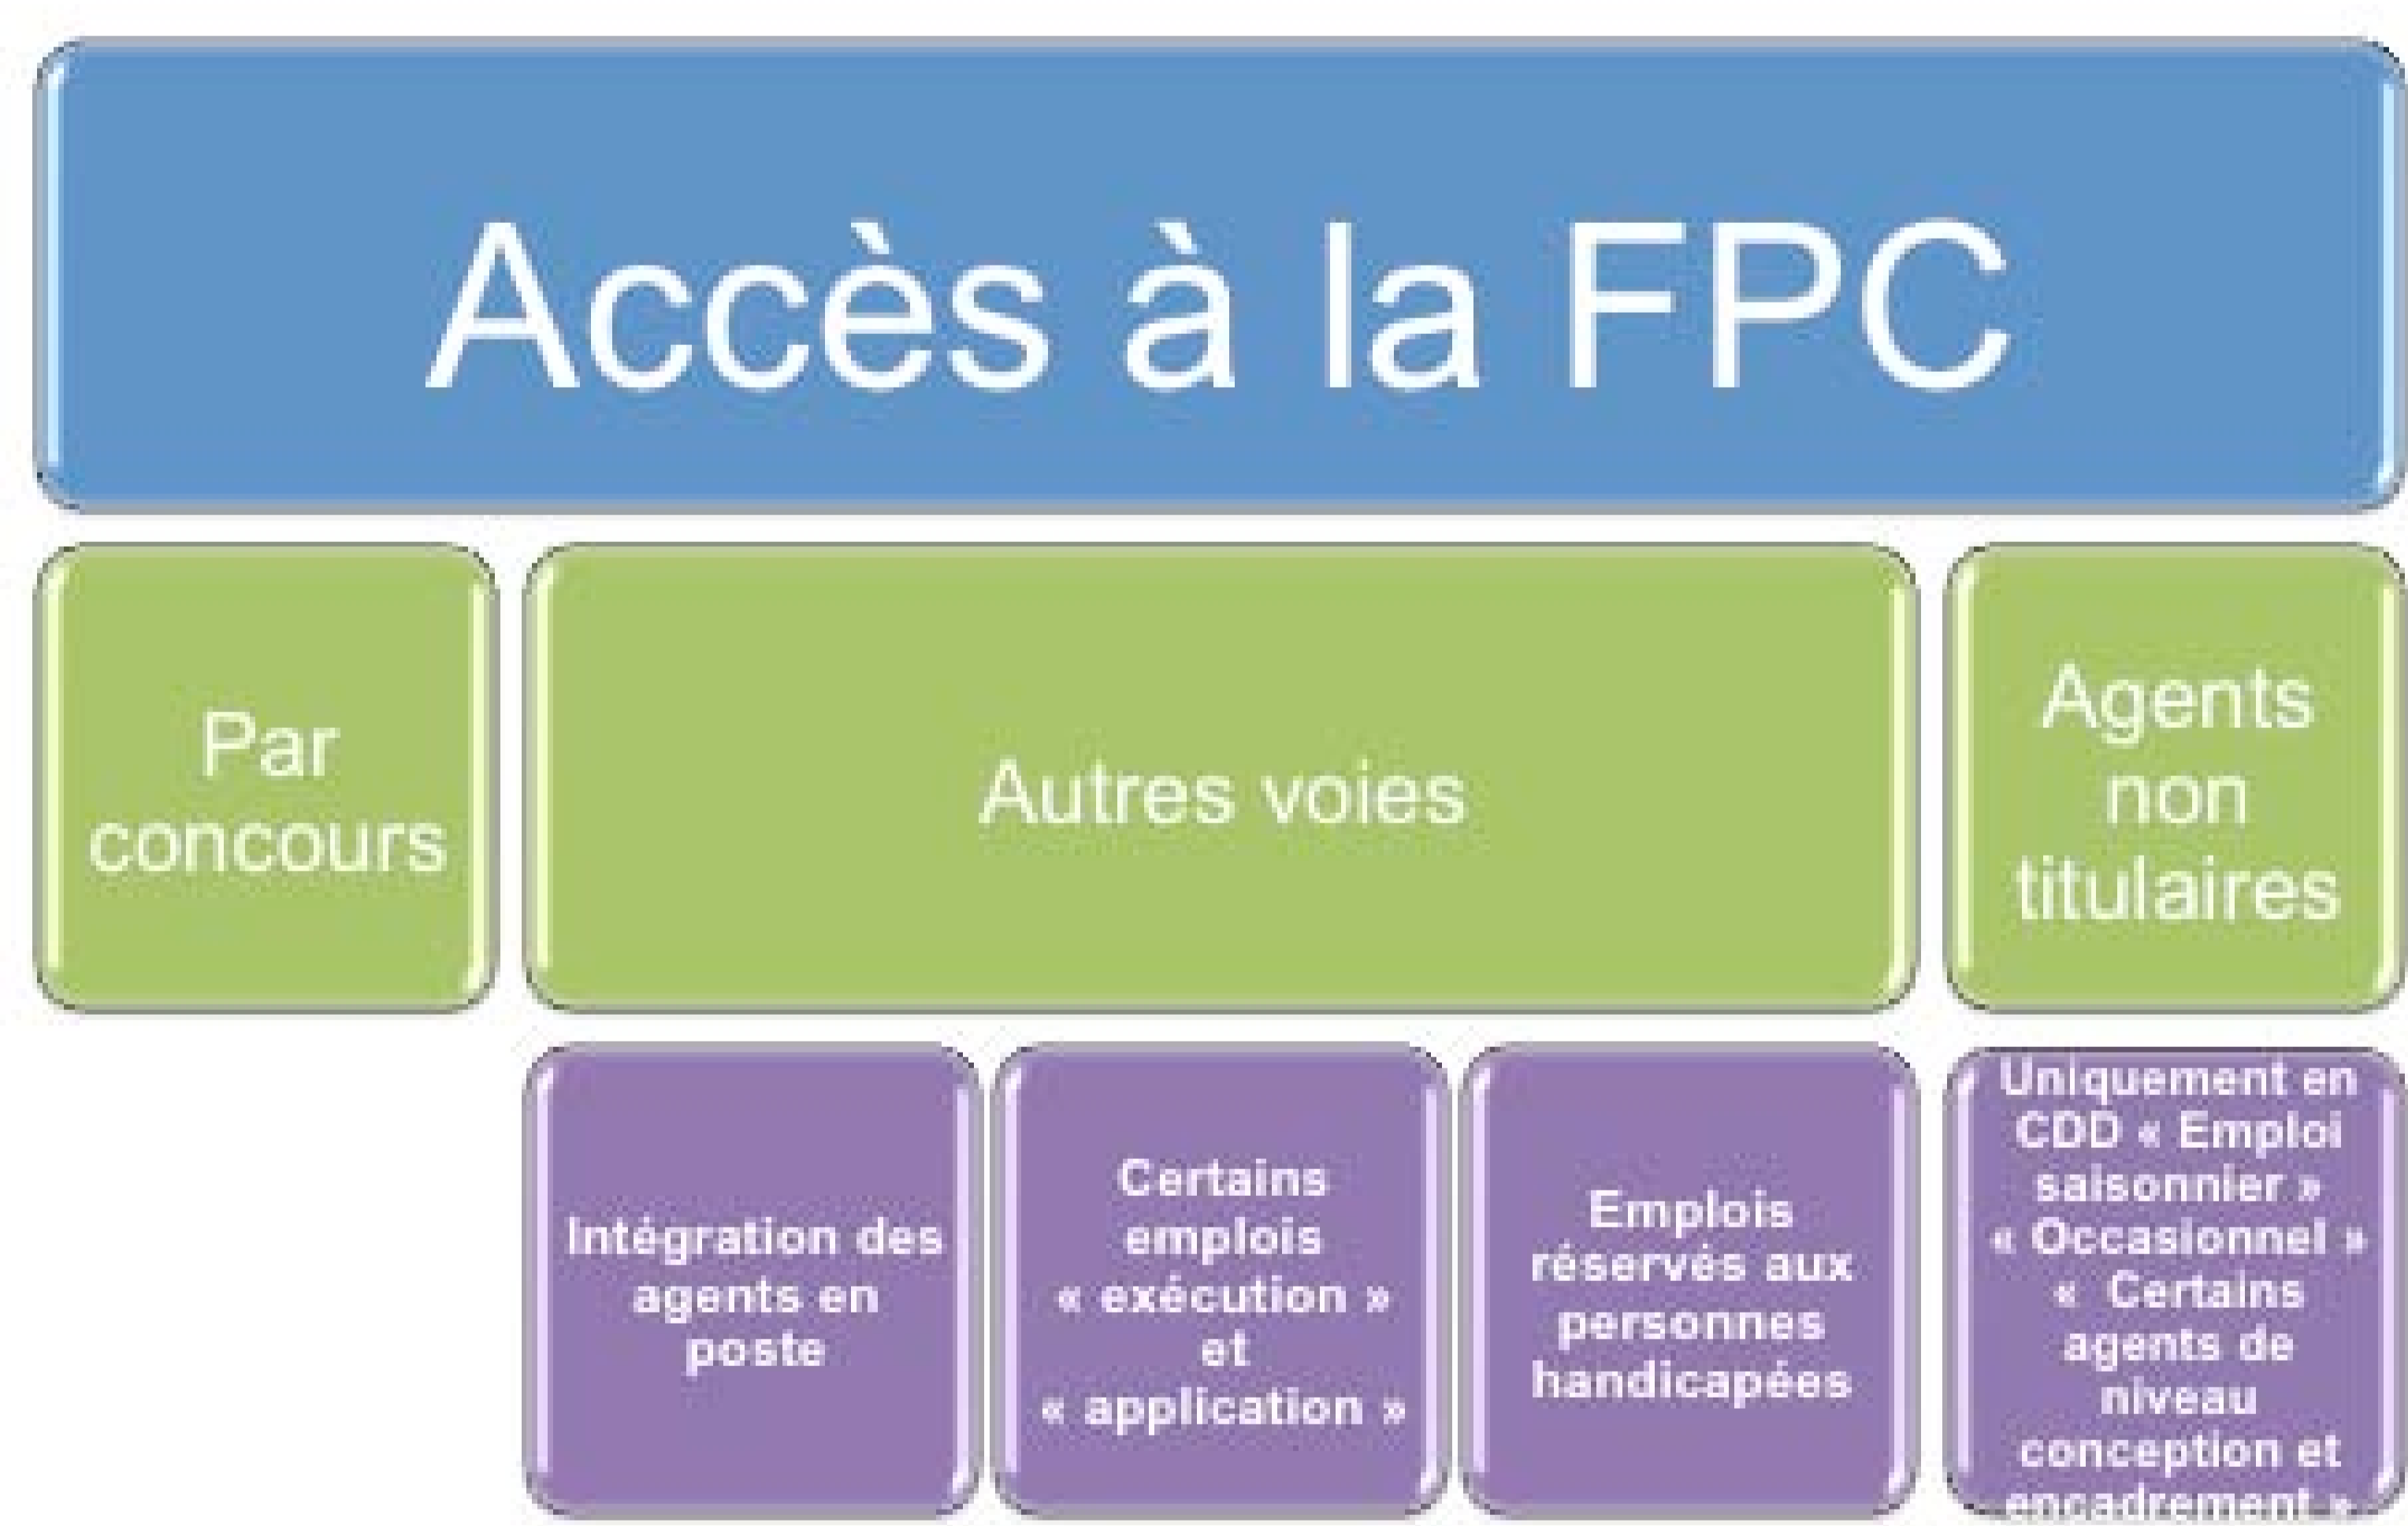 Accès à la FPC
Par
concours
Autres voies
Agents
non
titulaires
Intégration des
agents en
poste
Certains
emplois
« exécution »
et
« application »
Emplois
réservés aux
personnes
handicapées
Uniquement en
CDD « Emploi
saisonnier »
« Occasionnel »
« Certains
agents de
niveau
conception et
encadrement »